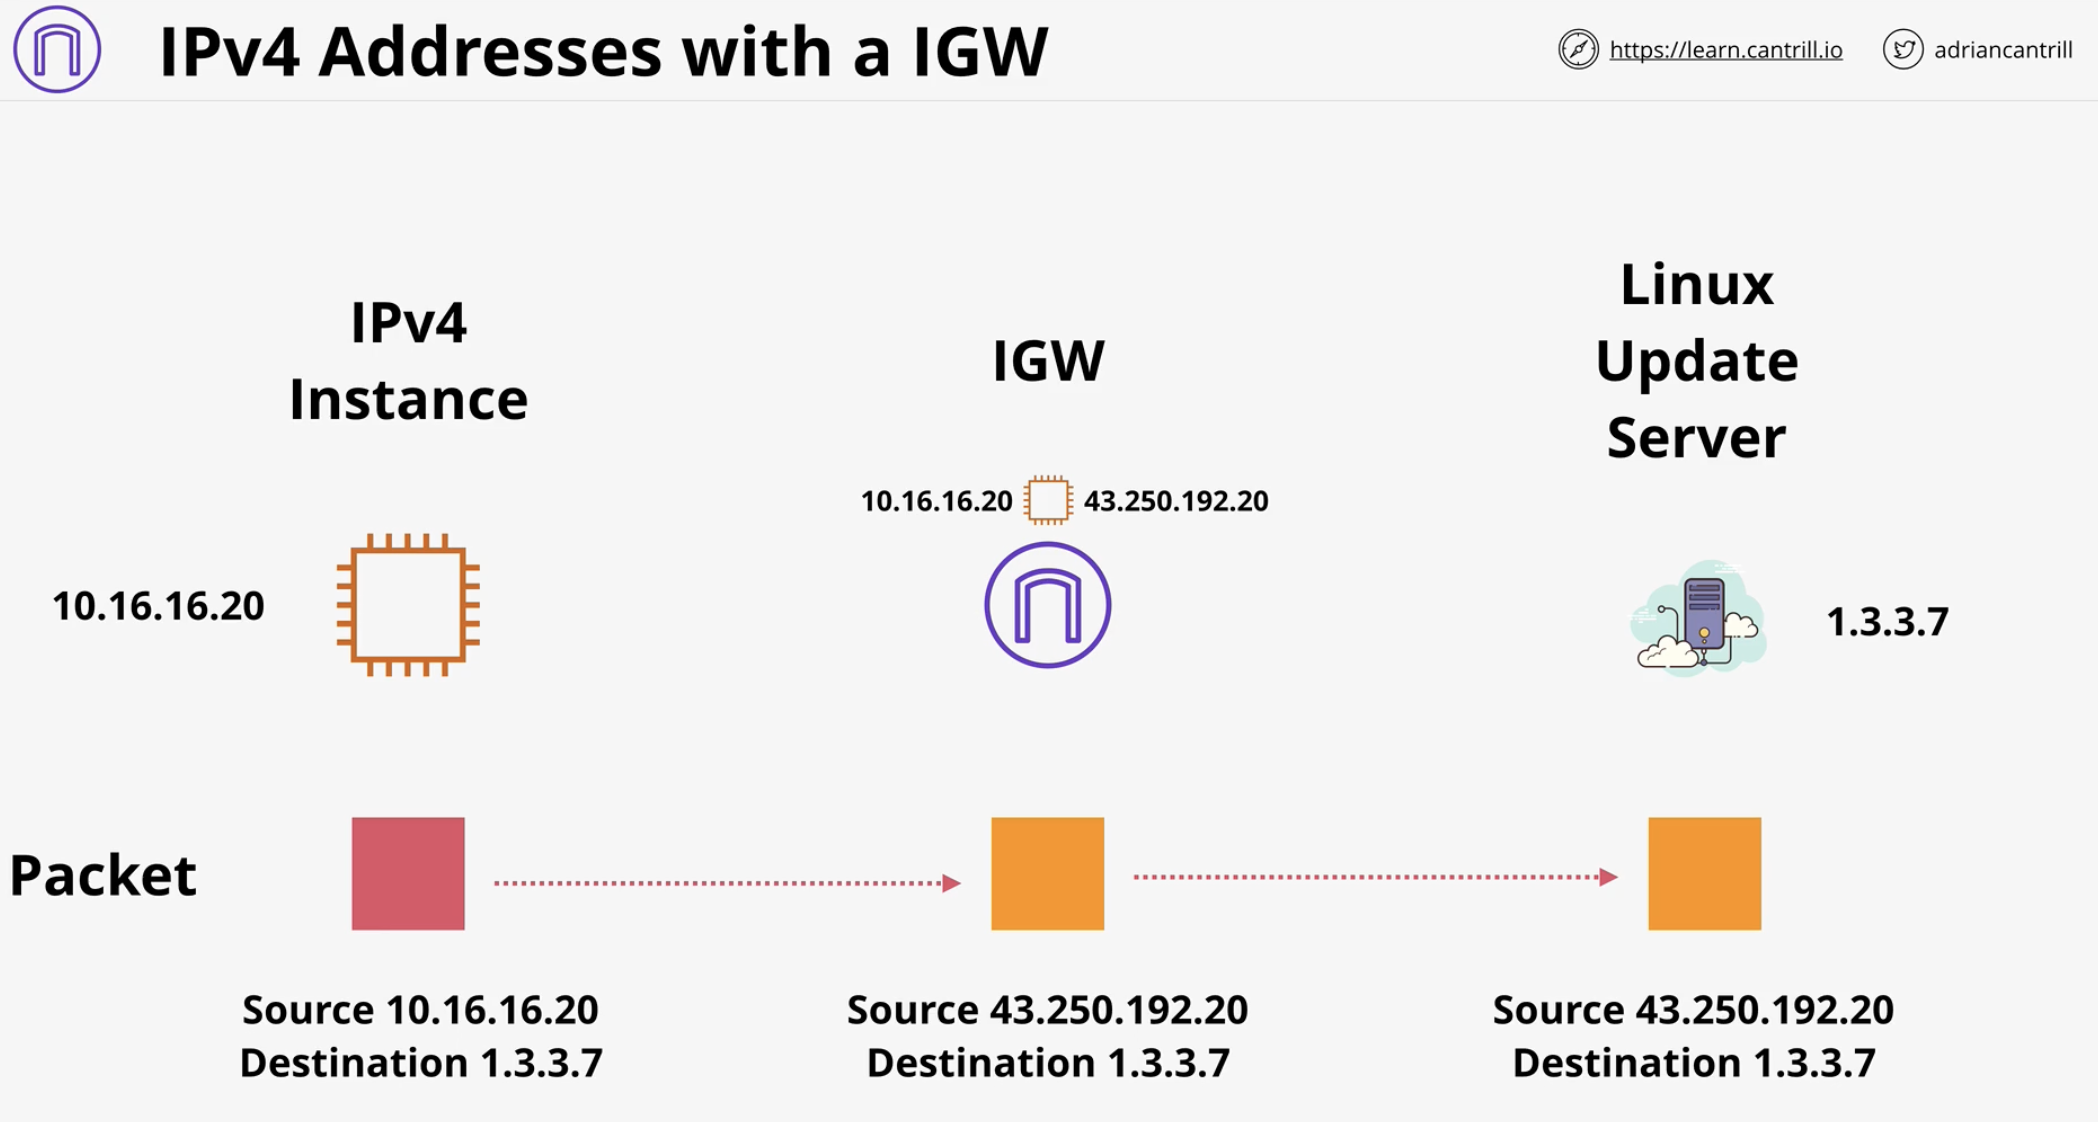 IPv4 Addresses with a IGW
https://learn.cantrill.io
adriancantrill
IPv4
Instance
IGW
Linux
Update
Server
10.16.16.20
43.250.192.20
10.16.16.20
1.3.3.7
Packet
Source 10.16.16.20
Destination 1.3.3.7
Source 43.250.192.20
Destination 1.3.3.7
Source 43.250.192.20
Destination 1.3.3.7